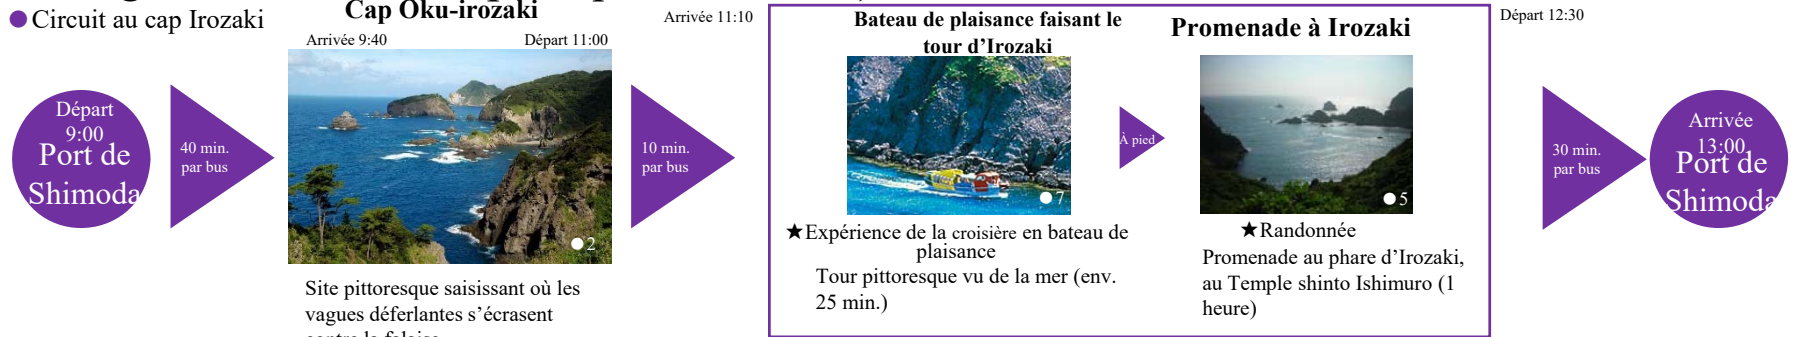 ● Circuit au cap Irozaki
Départ
9:00
Port de
Shimoda
40 min.
par bus
Cap Oku-irozaki
Arrivée 9:40
Départ 11:00
2
Site pittoresque saisissant où les
vagues déferlantes s’écrasent
10 min.
par bus
Arrivée 11:10
Bateau de plaisance faisant le
tour d’Irozaki
7
★Expérience de la croisière en bateau de
plaisance
Tour pittoresque vu de la mer (env.
25 min.)
À pied
Promenade à Irozaki
5
★Randonnée
Promenade au phare d’Irozaki,
au Temple shinto Ishimuro (1
heure)
Départ 12:30
30 min.
par bus
Arrivée
13:00
Port de
Shimoda